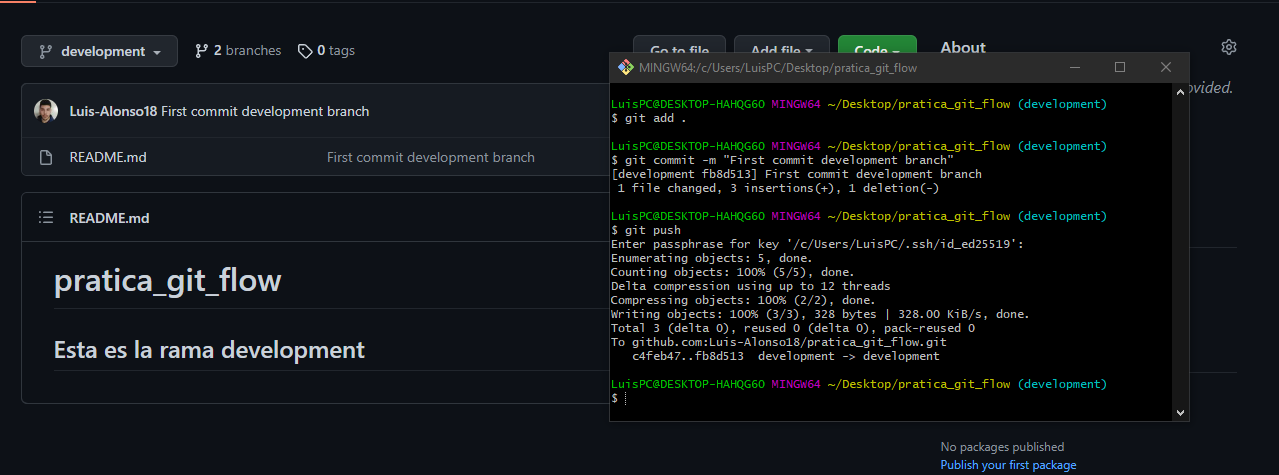 development
2 branches
0 tags
Go to file
Add file
Code
About
Luis-Alonso18 First commit development branch
README.md
First commit development branch
README.md
pratica_git_flow
Esta es la rama development
ovided.
MINGW64:/c/Users/LuisPC/Desktop/pratica_git_flow
LuisPC@DESKTOP-HAHQG6O MINGW64 ~/Desktop/pratica_git_flow (development)
$ git add .
LuisPC@DESKTOP-HAHQG6O MINGW64 ~/Desktop/pratica_git_flow (development)
$ git commit -m "First commit development branch"
[development fb8d513] First commit development branch
1 file changed, 3 insertions(+), 1 deletion(-)
LuisPC@DESKTOP-HAHQG6O MINGW64 ~/Desktop/pratica_git_flow (development)
$ git push
Enter passphrase for key '/c/Users/LuisPC/.ssh/id_ed25519':
Enumerating objects: 5, done.
Counting objects: 100% (5/5), done.
Delta compression using up to 12 threads
Compressing objects: 100% (2/2), done.
Writing objects: 100% (3/3), 328 bytes | 328.00 KiB/s, done.
Total 3 (delta 0), reused 0 (delta 0), pack-reused 0
To github.com:Luis-Alonso18/pratica_git_flow.git
c4feb47..fb8d513 development -> development
LuisPC@DESKTOP-HAHQG6O MINGW64 ~/Desktop/pratica_git_flow (development)
$
No packages published
Publish your first package